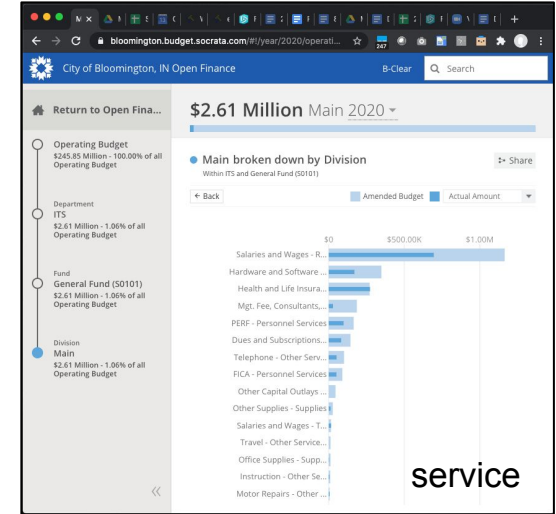 bloomington.budget.socrata.com/#!/year/2020/operati...
247
City of Bloomington, IN Open Finance
B-Clear
Search
Return to Open Fina...
$2.61 Million Main 2020
Operating Budget
$245.85 Million - 100.00% of all
Operating Budget
Department
ITS
$2.61 Million - 1.06% of all
Operating Budget
Fund
General Fund (S0101)
$2.61 Million - 1.06% of all
Operating Budget
Division
Main
$2.61 Million - 1.06% of all
Operating Budget
Main broken down by Division
Within ITS and General Fund (S0101)
Share
Back
Amended Budget
Actual Amount
$0 $500.00K $1.00M
Salaries and Wages - R...
Hardware and Software ...
Health and Life Insura...
Mgt. Fee, Consultants,...
PERF - Personnel Services
Dues and Subscriptions...
Telephone - Other Serv...
FICA - Personnel Services
Other Capital Outlays ...
Other Supplies - Supplies
Salaries and Wages - T...
Travel - Other Service...
Office Supplies - Supp...
Instruction - Other Se...
Motor Repairs - Other ...
service